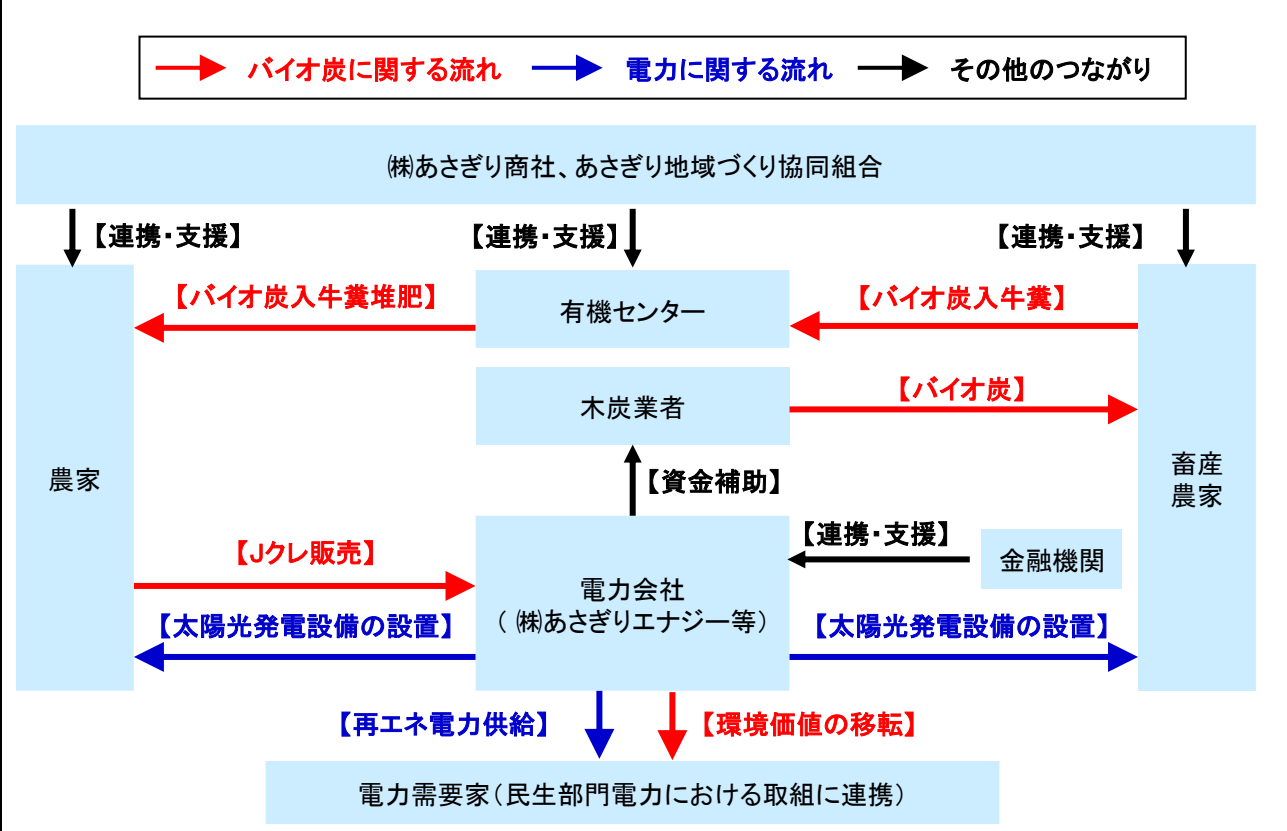 バイオ炭に関する流れ
電力に関する流れ
その他のつながり
㈱あさぎり商社、あさぎり地域づくり協同組合
【連携・支援】
【連携・支援】
【連携・支援】
【バイオ炭入牛糞堆肥】
有機センター
【バイオ炭入牛糞】
木炭業者
【バイオ炭】
農家
畜産
農家
【資金補助】
【連携・支援】
金融機関
【Jクレ販売】
電力会社
（㈱あさぎりエナジー等）
【太陽光発電設備の設置】
【太陽光発電設備の設置】
【再エネ電力供給】
【環境価値の移転】
電力需要家（民生部門電力における取組に連携）